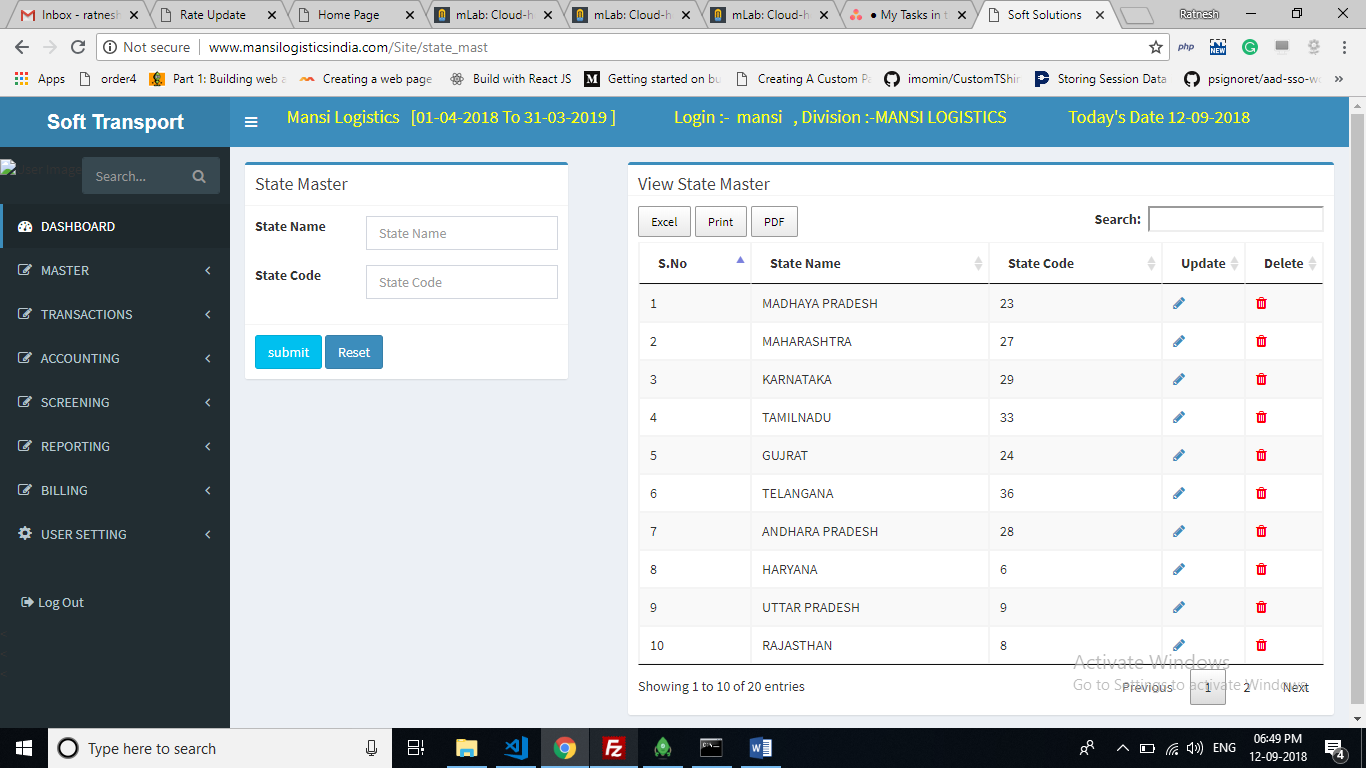 Inbox - ratnesh
Rate Update
Home Page
mLab: Cloud-h
mLab: Cloud-h
mLab: Cloud-h
● My Tasks in t
Soft Solutions
Ratnesh
Not secure
www.mansilogisticsindia.com/Site/state_mast
php
NEW
Apps
order4
Part 1: Building web a
Creating a web page
Build with React JS
Getting started on bu
Creating A Custom Pa
imomin/CustomTShir
Storing Session Data
psignoret/aad-sso-wo
»
Soft Transport
Mansi Logistics [01-04-2018 To 31-03-2019 ]
Login :- mansi , Division :-MANSI LOGISTICS
Today's Date 12-09-2018
User Image
Search...
DASHBOARD
MASTER
TRANSACTIONS
ACCOUNTING
SCREENING
REPORTING
BILLING
USER SETTING
Log Out
State Master
State Name
State Name
State Code
State Code
submit Reset
View State Master
Excel Print PDF
Search:
S.No State Name State Code Update Delete
1 MADHAYA PRADESH 23
2 MAHARASHTRA 27
3 KARNATAKA 29
4 TAMILNADU 33
5 GUJRAT 24
6 TELANGANA 36
7 ANDHARA PRADESH 28
8 HARYANA 6
9 UTTAR PRADESH 9
10 RAJASTHAN 8
Showing 1 to 10 of 20 entries
Previous 1 2 Next
Activate Windows
Go to Settings to activate Windows.
Type here to search
ENG
06:49 PM
12-09-2018
4